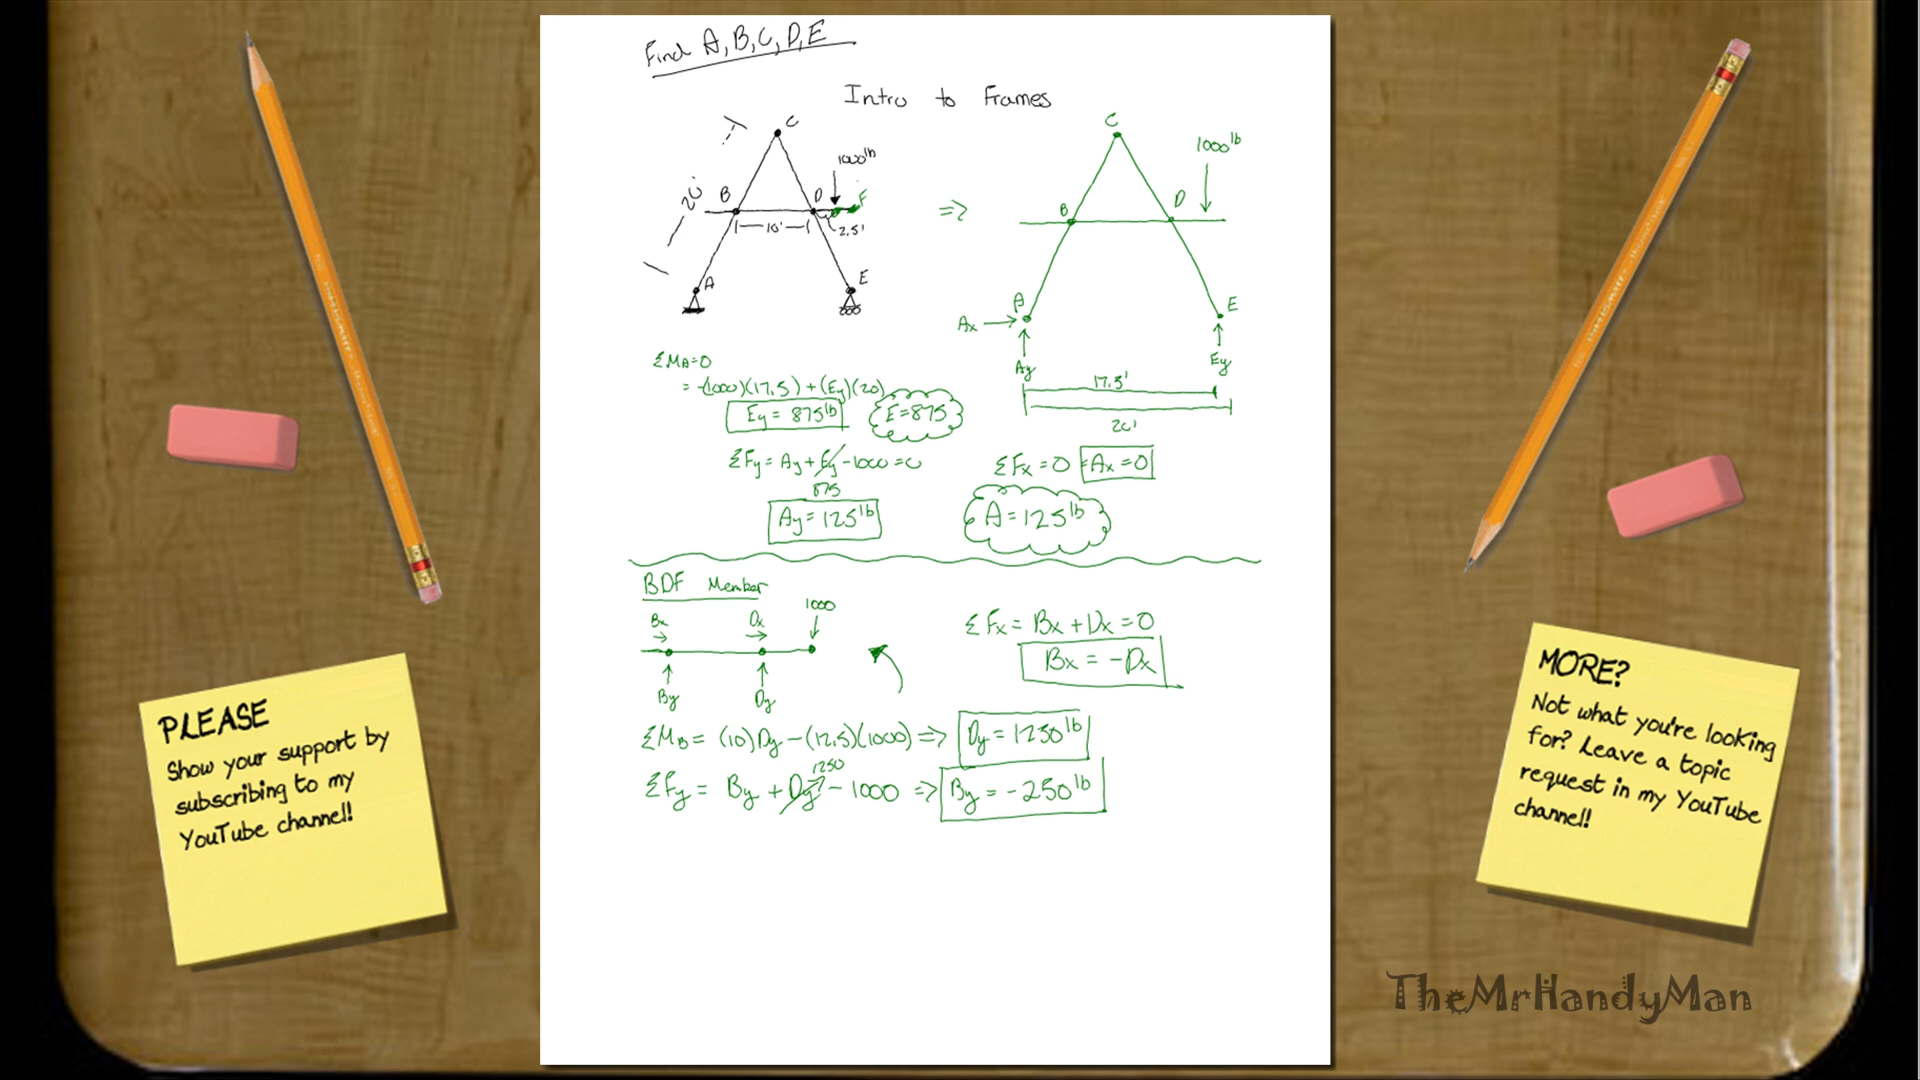 Find A, B, C, D, E
Intro to Frames
C
1000lb
B
D
F
20'
10'
2.5'
A
E
=>
C
1000lb
B
D
A
E
Ax
Ay
Ey
17.5'
20'
ΣMA=0
= -(1000)(17.5) + (Ey)(20)
Ey = 875lb
E=875
ΣFy = Ay + Ey - 1000 = 0
875
ΣFx = 0 = Ax = 0
Ay = 125lb
A = 125lb
BDF Member
Bx
Dx
1000
By
Dy
ΣFx = Bx + Dx = 0
Bx = -Dx
ΣMB = (10)Dy - (12.5)(1000) => Dy = 1250lb
1250
ΣFy = By + Dy - 1000 => By = -250lb
PLEASE
Show your support by
subscribing to my
YouTube channel!
MORE?
Not what you're looking
for? Leave a topic
request in my YouTube
channel!
TheMrHandyMan